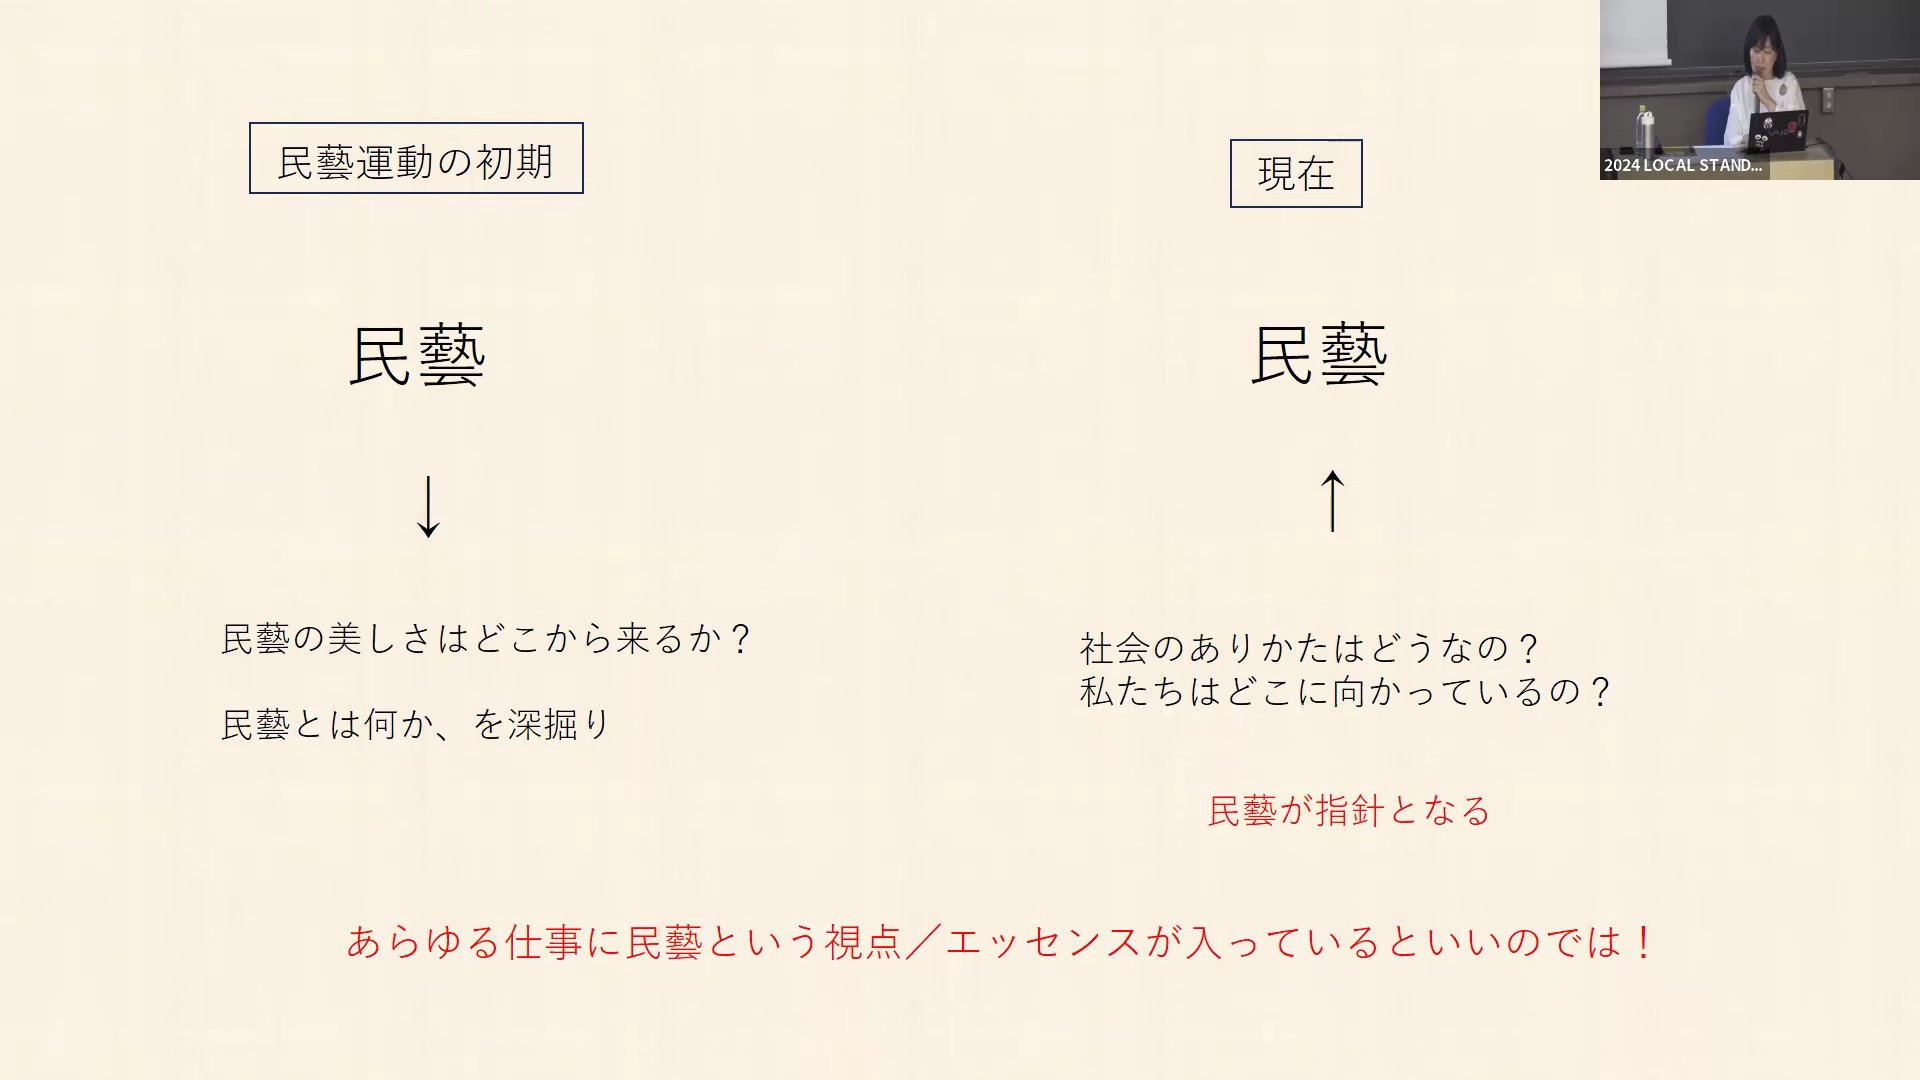 民藝運動の初期
民藝
↓
民藝の美しさはどこから来るか？
民藝とは何か、を深掘り
現在
民藝
↑
社会のありかたはどうなの？
私たちはどこに向かっているの？
民藝が指針となる
あらゆる仕事に民藝という視点／エッセンスが入っているといいのでは！
2024 LOCAL STAND...
VAIO